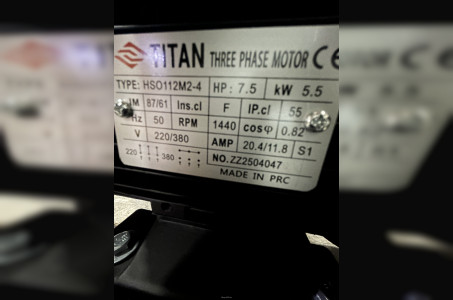 TITAN THREE PHASE MOTOR CE
TYPE: HSO112M2-4 HP: 7.5 kW 5.5
IM 87/61 Ins.cl F IP.cl 55
Hz 50 RPM 1440 cosφ 0.82
V 220/380 AMP 20.4/11.8 S1
220 380 NO. ZZ2504047
MADE IN PRC